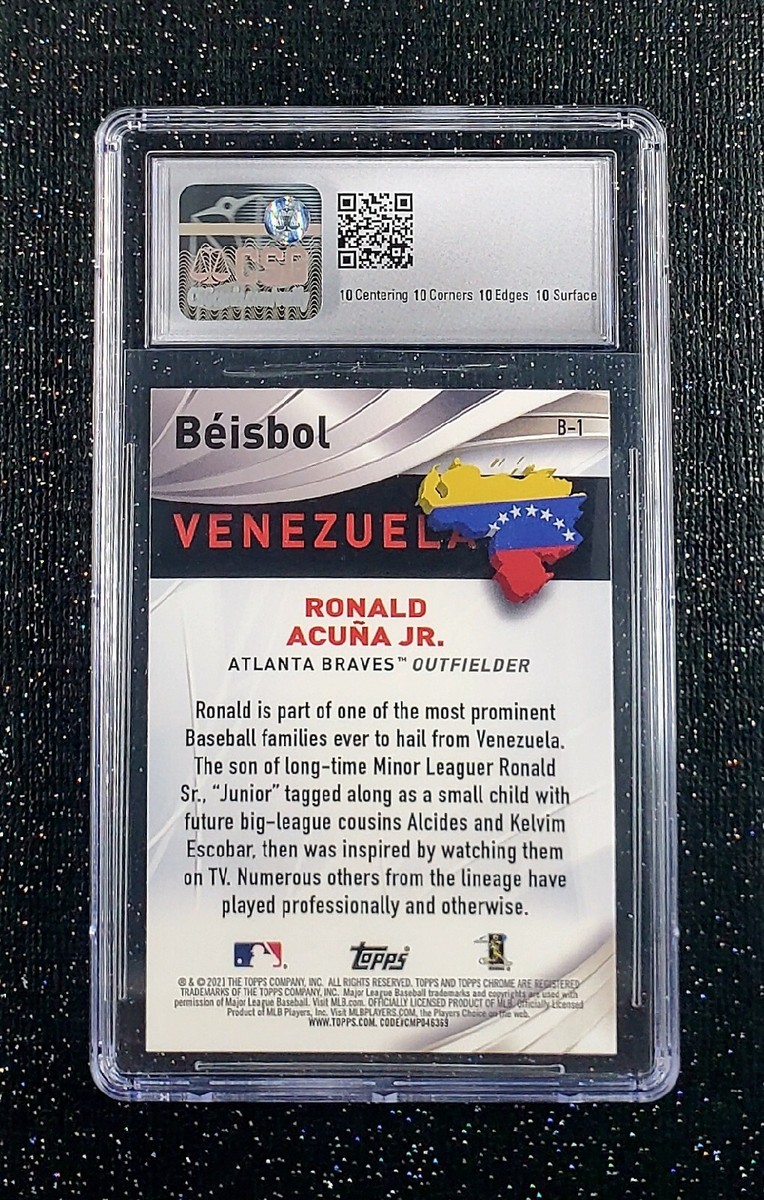 CSG
10 Centering 10 Corners 10 Edges 10 Surface
Béisbol
B-1
VENEZUELA
RONALD
ACUÑA JR.
ATLANTA BRAVES™ OUTFIELDER
Ronald is part of one of the most prominent
Baseball families ever to hail from Venezuela.
The son of long-time Minor Leaguer Ronald
Sr., “Junior” tagged along as a small child with
future big-league cousins Alcides and Kelvim
Escobar, then was inspired by watching them
on TV. Numerous others from the lineage have
played professionally and otherwise.
Topps
® & © 2021 THE TOPPS COMPANY, INC. ALL RIGHTS RESERVED. TOPPS AND TOPPS CHROME ARE REGISTERED
TRADEMARKS OF THE TOPPS COMPANY, INC. Major League Baseball trademarks and copyrights are used with
permission of Major League Baseball. Visit MLB.com. OFFICIALLY LICENSED PRODUCT OF MLB Officially Licensed
Product of MLB Players, Inc. Visit MLBPLAYERS.COM, the Players Choice on the web.
WWW.TOPPS.COM. CODE#CMP046369